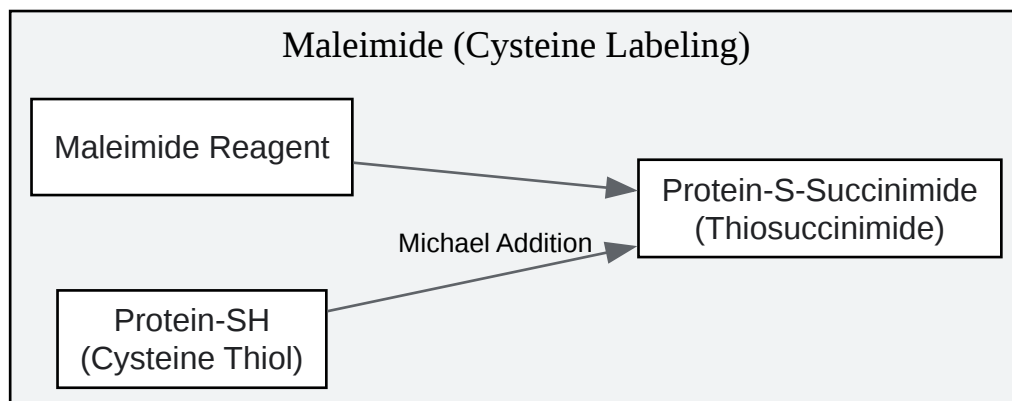 Maleimide (Cysteine Labeling)
Maleimide Reagent
Protein-S-Succinimide
(Thiosuccinimide)
Michael Addition
Protein-SH
(Cysteine Thiol)